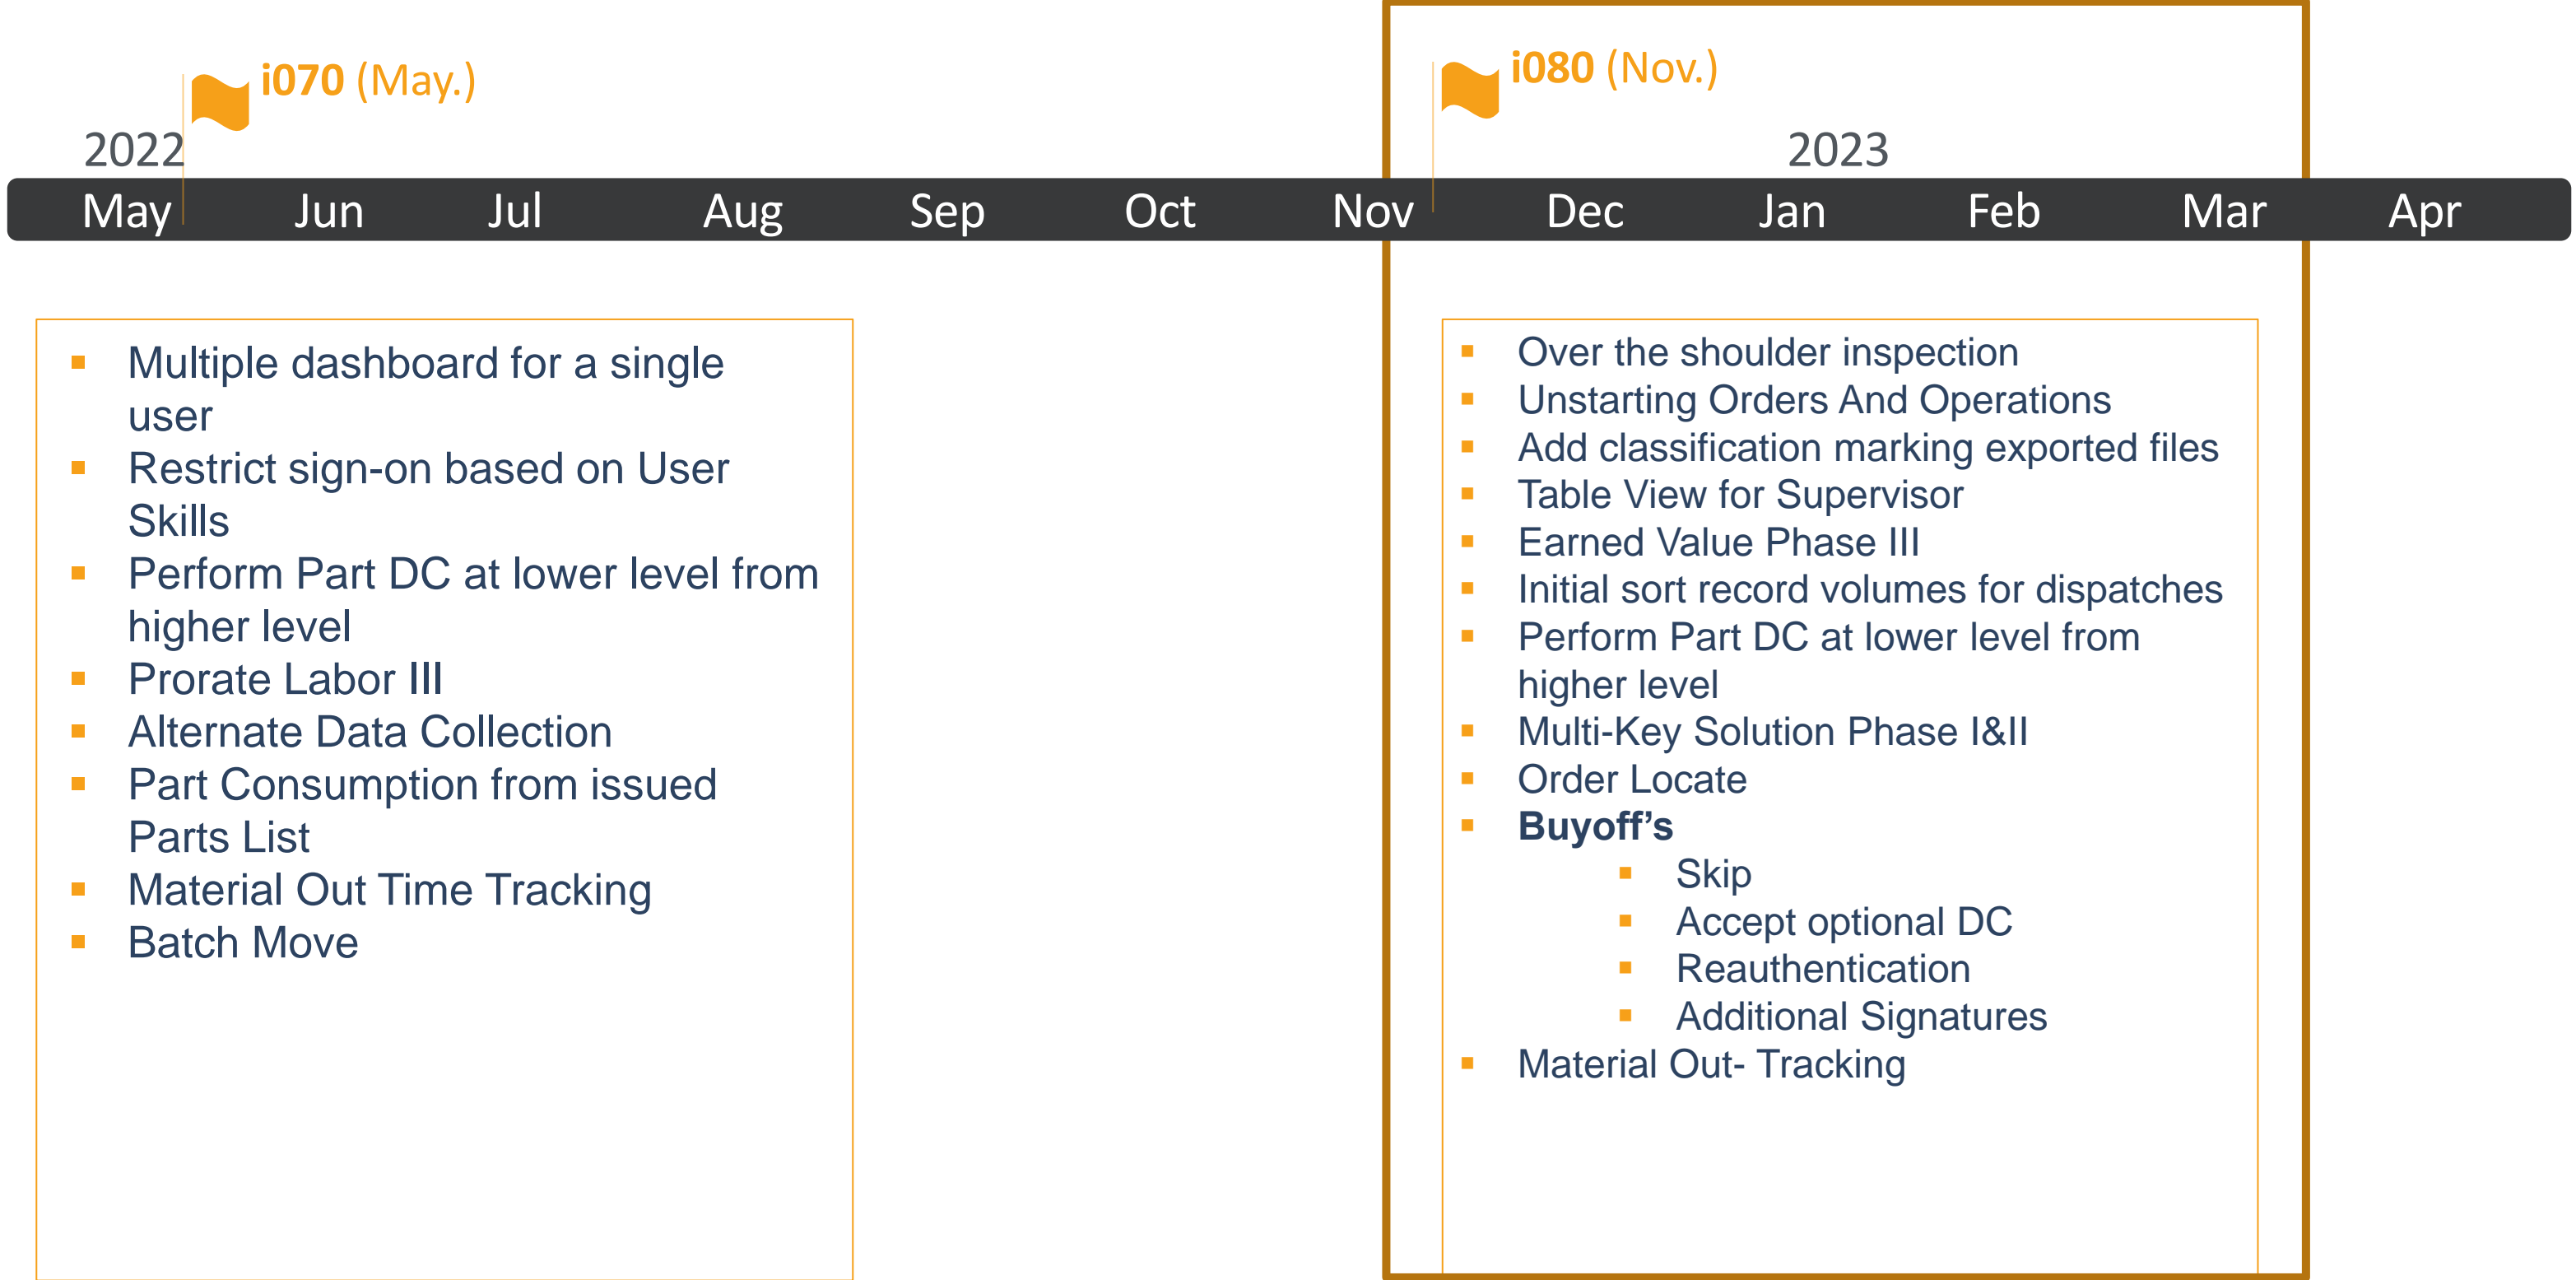 i070 (May.)
i080 (Nov.)
2022
2023
May Jun Jul Aug Sep Oct Nov Dec Jan Feb Mar Apr
Multiple dashboard for a single
user
Restrict sign-on based on User
Skills
Perform Part DC at lower level from
higher level
Prorate Labor III
Alternate Data Collection
Part Consumption from issued
Parts List
Material Out Time Tracking
Batch Move
Over the shoulder inspection
Unstarting Orders And Operations
Add classification marking exported files
Table View for Supervisor
Earned Value Phase III
Initial sort record volumes for dispatches
Perform Part DC at lower level from
higher level
Multi-Key Solution Phase I&II
Order Locate
Buyoff’s
Skip
Accept optional DC
Reauthentication
Additional Signatures
Material Out- Tracking